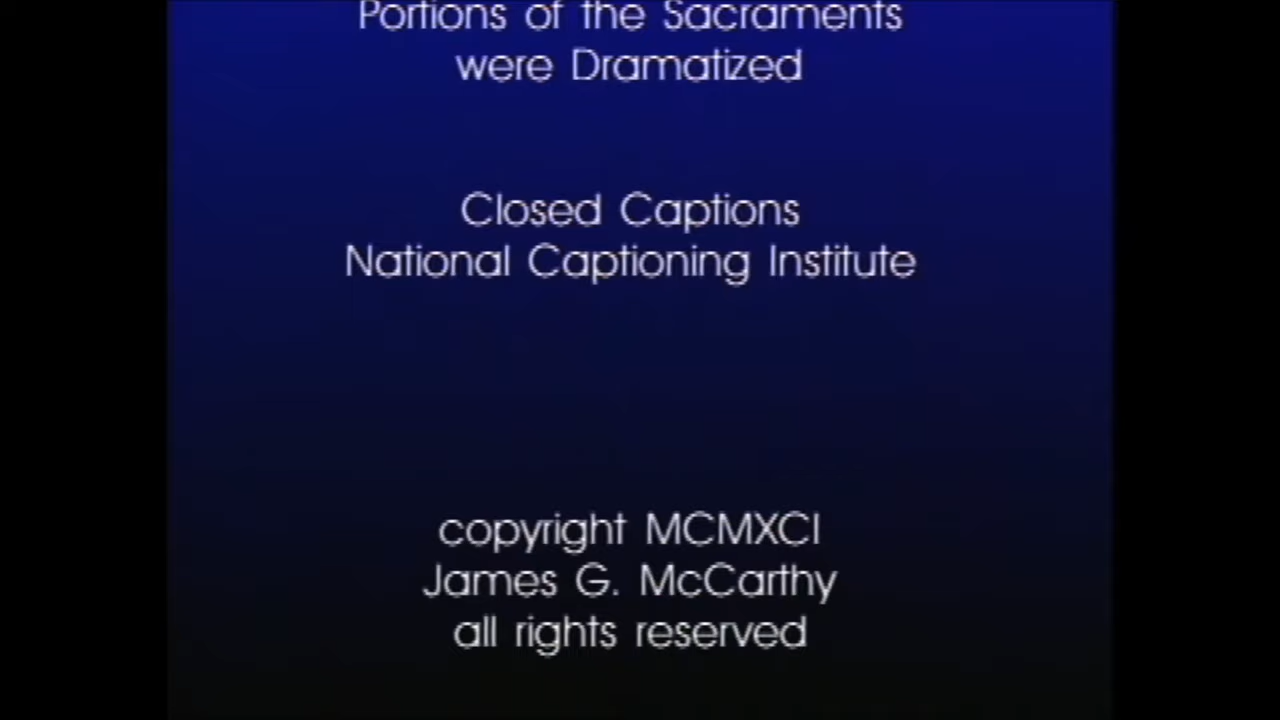 Portions of the Sacraments
were Dramatized
Closed Captions
National Captioning Institute
copyright MCMXCI
James G. McCarthy
all rights reserved